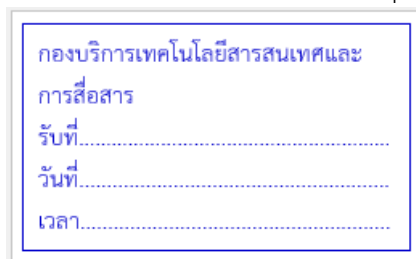 กองบริการเทคโนโลยีสารสนเทศและ
การสื่อสาร
รับที่.......................................................
วันที่.......................................................
เวลา.......................................................